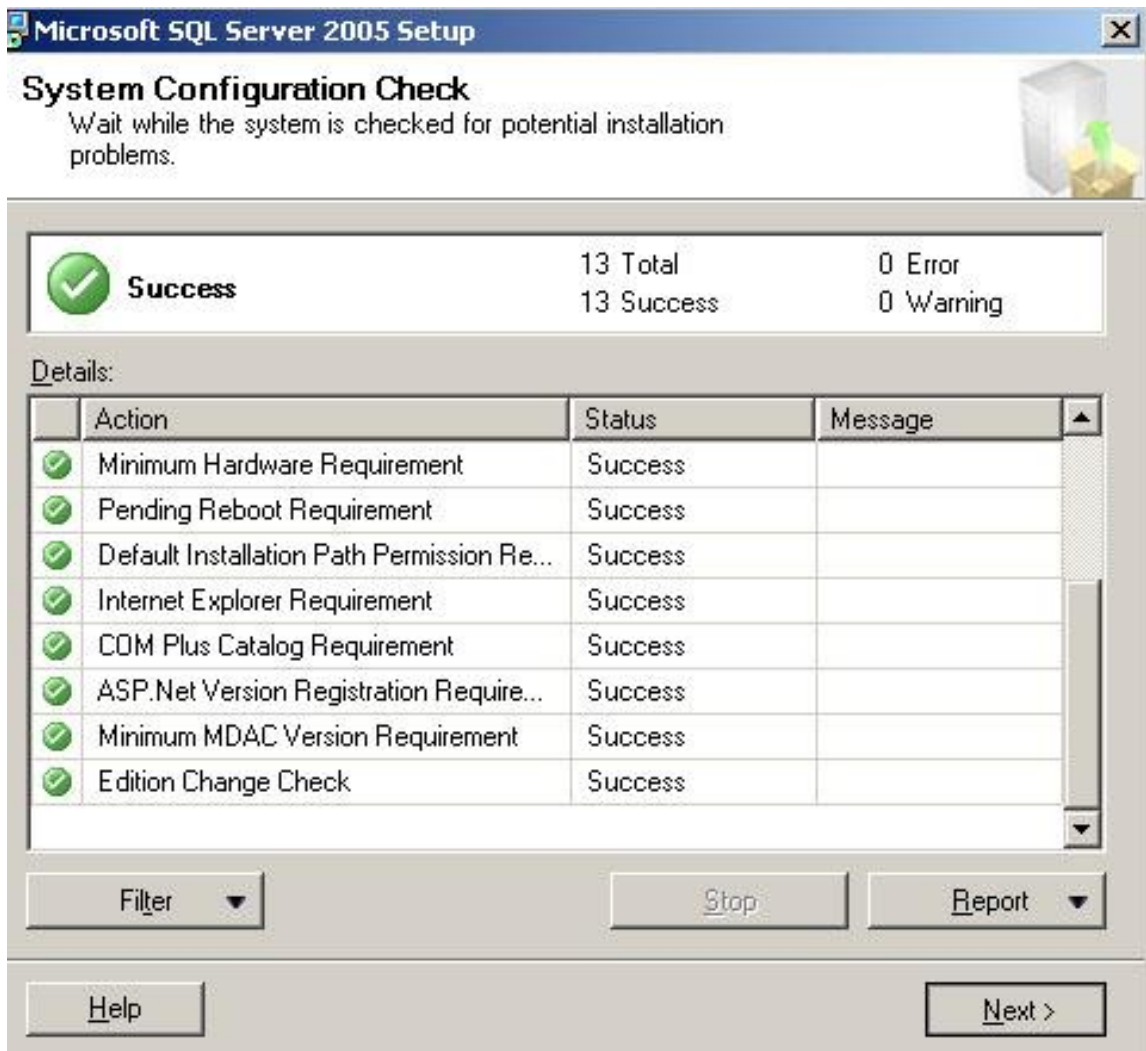 Microsoft SQL Server 2005 Setup
System Configuration Check
Wait while the system is checked for potential installation
problems.
Success
13 Total
0 Error
13 Success
0 Warning
Details:
Action Status Message
Minimum Hardware Requirement Success
Pending Reboot Requirement Success
Default Installation Path Permission Re... Success
Internet Explorer Requirement Success
COM Plus Catalog Requirement Success
ASP.Net Version Registration Require... Success
Minimum MDAC Version Requirement Success
Edition Change Check Success
Filter Stop Report
Help Next >